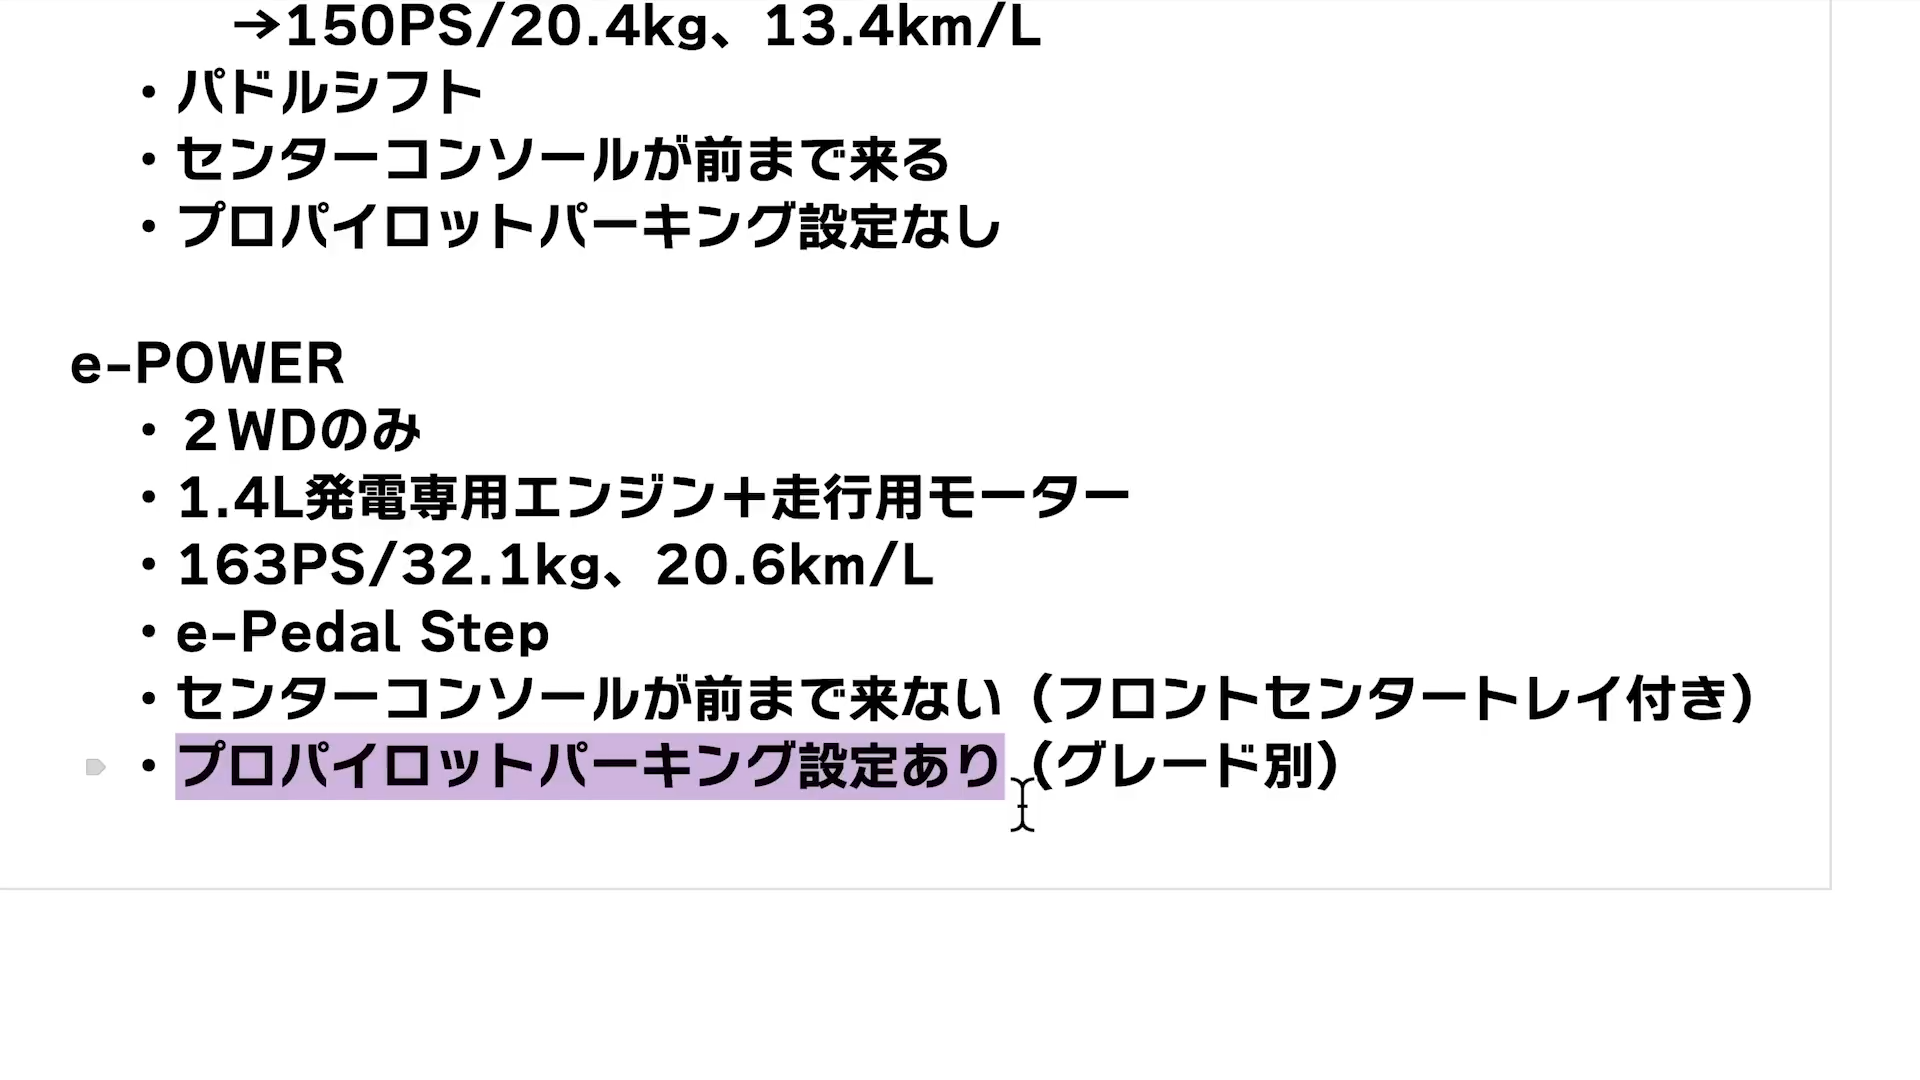 →150PS/20.4kg、13.4km/L
・パドルシフト
・センターコンソールが前まで来る
・プロパイロットパーキング設定なし
e-POWER
・２WDのみ
・1.4L発電専用エンジン＋走行用モーター
・163PS/32.1kg、20.6km/L
・e-Pedal Step
・センターコンソールが前まで来ない（フロントセンタートレイ付き）
・プロパイロットパーキング設定あり（グレード別）